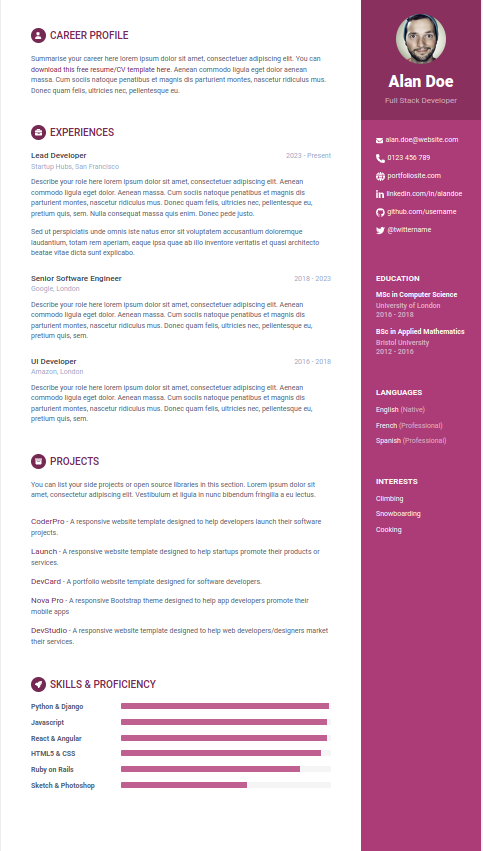 CAREER PROFILE
Summarise your career here lorem ipsum dolor sit amet, consectetuer adipiscing elit. You can
download this free resume/CV template here. Aenean commodo ligula eget dolor aenean
massa. Cum sociis natoque penatibus et magnis dis parturient montes, nascetur ridiculus mus.
Donec quam felis, ultricies nec, pellentesque eu.
EXPERIENCES
Lead Developer
2023 - Present
Startup Hubs, San Francisco
Describe your role here lorem ipsum dolor sit amet, consectetuer adipiscing elit. Aenean
commodo ligula eget dolor. Aenean massa. Cum sociis natoque penatibus et magnis dis
parturient montes, nascetur ridiculus mus. Donec quam felis, ultricies nec, pellentesque eu,
pretium quis, sem. Nulla consequat massa quis enim. Donec pede justo.
Sed ut perspiciatis unde omnis iste natus error sit voluptatem accusantium doloremque
laudantium, totam rem aperiam, eaque ipsa quae ab illo inventore veritatis et quasi architecto
beatae vitae dicta sunt explicabo.
Senior Software Engineer
2018 - 2023
Google, London
Describe your role here lorem ipsum dolor sit amet, consectetuer adipiscing elit. Aenean
commodo ligula eget dolor. Aenean massa. Cum sociis natoque penatibus et magnis dis
parturient montes, nascetur ridiculus mus. Donec quam felis, ultricies nec, pellentesque eu,
pretium quis, sem.
UI Developer
2016 - 2018
Amazon, London
Describe your role here lorem ipsum dolor sit amet, consectetuer adipiscing elit. Aenean
commodo ligula eget dolor. Aenean massa. Cum sociis natoque penatibus et magnis dis
parturient montes, nascetur ridiculus mus. Donec quam felis, ultricies nec, pellentesque eu,
pretium quis, sem.
PROJECTS
You can list your side projects or open source libraries in this section. Lorem ipsum dolor sit
amet, consectetur adipiscing elit. Vestibulum et ligula in nunc bibendum fringilla a eu lectus.
CoderPro - A responsive website template designed to help developers launch their software
projects.
Launch - A responsive website template designed to help startups promote their products or
services.
DevCard - A portfolio website template designed for software developers.
Nova Pro - A responsive Bootstrap theme designed to help app developers promote their
mobile apps
DevStudio - A responsive website template designed to help web developers/designers market
their services.
SKILLS & PROFICIENCY
Python & Django
Javascript
React & Angular
HTML5 & CSS
Ruby on Rails
Sketch & Photoshop
Alan Doe
Full Stack Developer
alan.doe@website.com
0123 456 789
portfoliosite.com
linkedin.com/in/alandoe
github.com/username
@twittername
EDUCATION
MSc in Computer Science
University of London
2016 - 2018
BSc in Applied Mathematics
Bristol University
2012 - 2016
LANGUAGES
English (Native)
French (Professional)
Spanish (Professional)
INTERESTS
Climbing
Snowboarding
Cooking